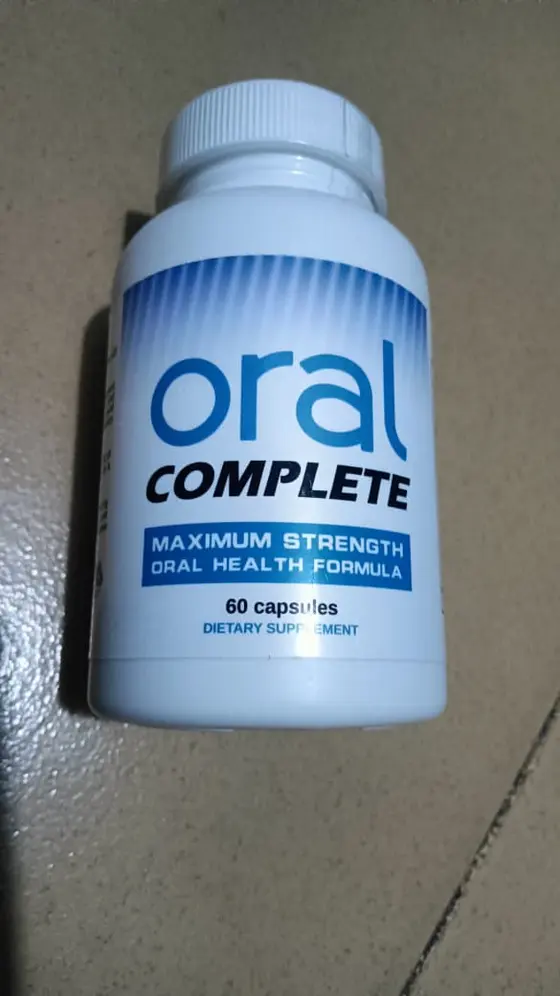 oral
COMPLETE
MAXIMUM STRENGTH
ORAL HEALTH FORMULA
60 capsules
DIETARY SUPPLEMENT